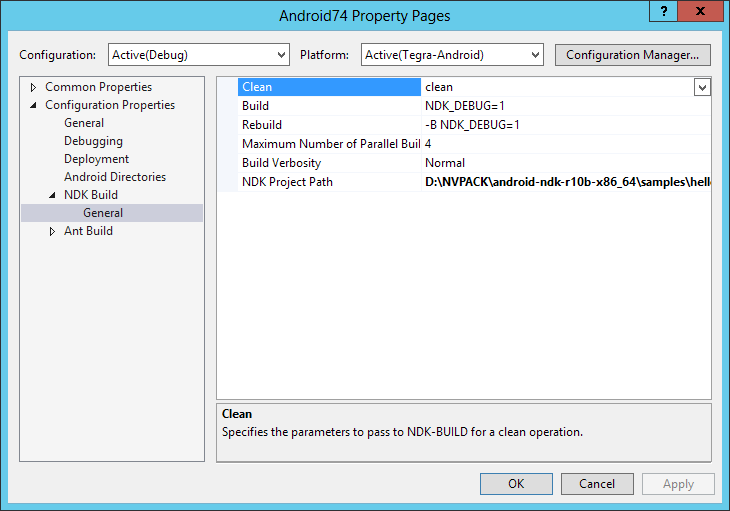 Android74 Property Pages
? X
Configuration: Active(Debug) Platform: Active(Tegra-Android) Configuration Manager...
Common Properties
Configuration Properties
General
Debugging
Deployment
Android Directories
NDK Build
General
Ant Build
Clean clean
Build NDK_DEBUG=1
Rebuild -B NDK_DEBUG=1
Maximum Number of Parallel Buil 4
Build Verbosity Normal
NDK Project Path D:\NVPACK\android-ndk-r10b-x86_64\samples\hell
Clean
Specifies the parameters to pass to NDK-BUILD for a clean operation.
OK Cancel Apply